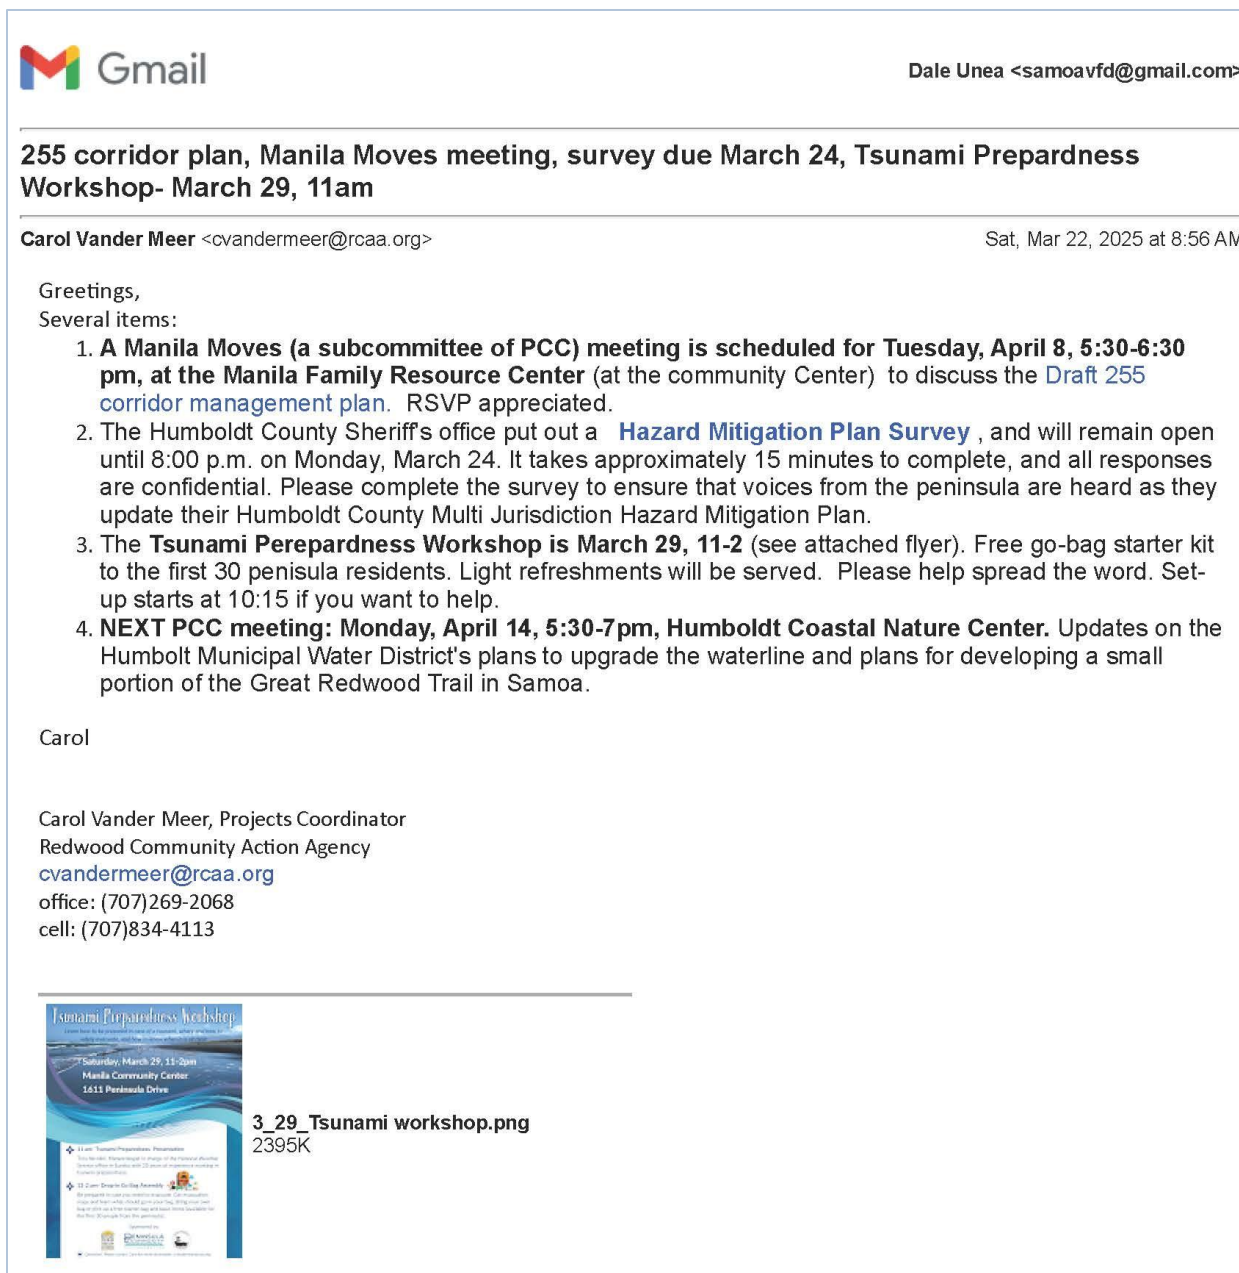 Gmail
Dale Unea <samoavfd@gmail.com>
255 corridor plan, Manila Moves meeting, survey due March 24, Tsunami Prepardness
Workshop- March 29, 11am
Carol Vander Meer <cvandermeer@rcaa.org>
Sat, Mar 22, 2025 at 8:56 AM
Greetings,
Several items:
1. A Manila Moves (a subcommittee of PCC) meeting is scheduled for Tuesday, April 8, 5:30-6:30
pm, at the Manila Family Resource Center (at the community Center) to discuss the Draft 255
corridor management plan. RSVP appreciated.
2. The Humboldt County Sheriff's office put out a Hazard Mitigation Plan Survey , and will remain open
until 8:00 p.m. on Monday, March 24. It takes approximately 15 minutes to complete, and all responses
are confidential. Please complete the survey to ensure that voices from the peninsula are heard as they
update their Humboldt County Multi Jurisdiction Hazard Mitigation Plan.
3. The Tsunami Perepardness Workshop is March 29, 11-2 (see attached flyer). Free go-bag starter kit
to the first 30 penisula residents. Light refreshments will be served. Please help spread the word. Set-
up starts at 10:15 if you want to help.
4. NEXT PCC meeting: Monday, April 14, 5:30-7pm, Humboldt Coastal Nature Center. Updates on the
Humbolt Municipal Water District's plans to upgrade the waterline and plans for developing a small
portion of the Great Redwood Trail in Samoa.
Carol
Carol Vander Meer, Projects Coordinator
Redwood Community Action Agency
cvandermeer@rcaa.org
office: (707)269-2068
cell: (707)834-4113
Tsunami Preparedness Workshop
Saturday, March 29, 11-2pm
Manila Community Center
1611 Peninsula Drive
11 am: Tsunami Preparedness Presentation
3_29_Tsunami workshop.png
2395K